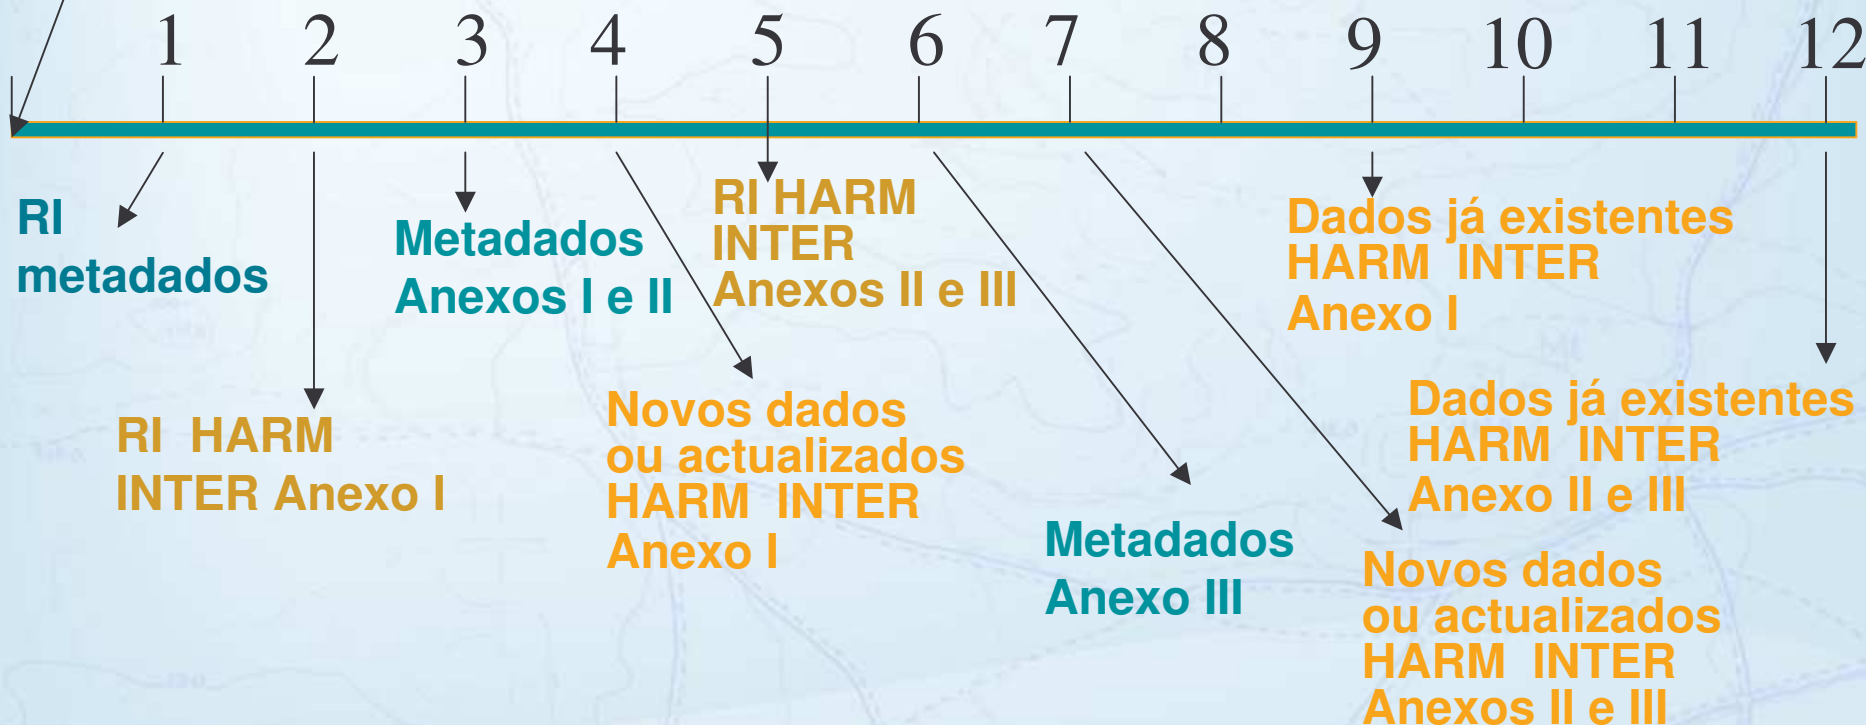 1 2 3 4 5 6 7 8 9 10 11 12
RI
metadados
RI HARM
INTER Anexo I
Metadados
Anexos I e II
Novos dados
ou actualizados
HARM INTER
Anexo I
RI HARM
INTER
Anexos II e III
Metadados
Anexo III
Novos dados
ou actualizados
HARM INTER
Anexos II e III
Dados já existentes
HARM INTER
Anexo I
Dados já existentes
HARM INTER
Anexo II e III